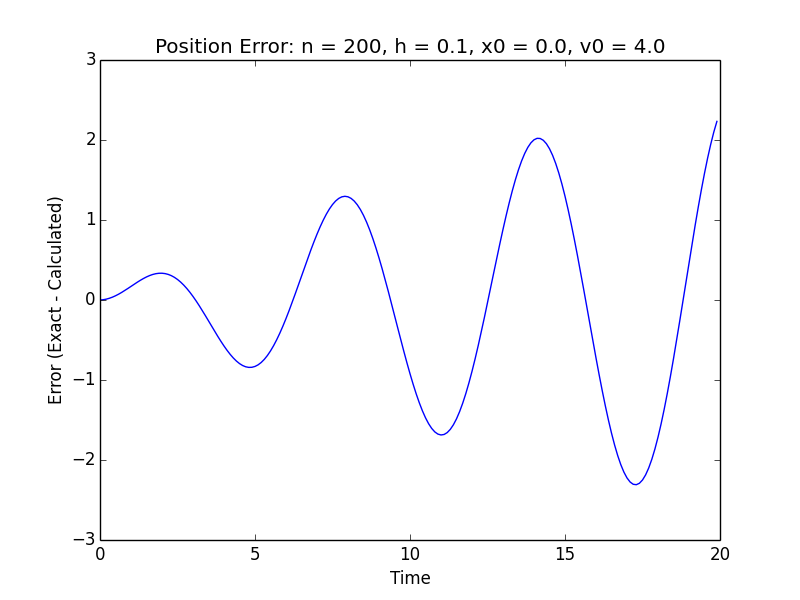 Position Error: n = 200, h = 0.1, x0 = 0.0, v0 = 4.0
3
2
1
0
−1
−2
−3
Error (Exact - Calculated)
0 5 10 15 20
Time